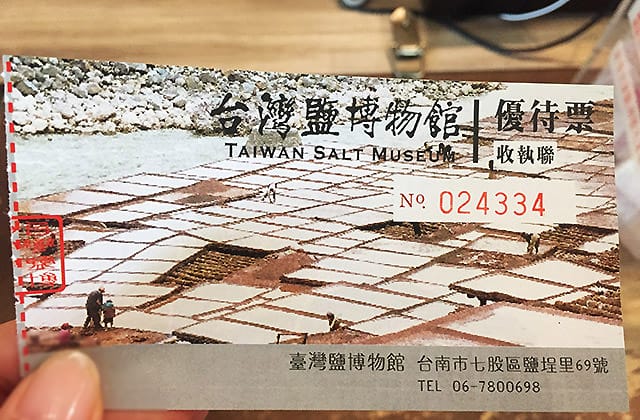 台灣鹽博物館
TAIWAN SALT MUSEUM
優待票
收執聯
No. 024334
臺灣鹽博物館 台南市七股區鹽埕里69號
TEL 06-7800698